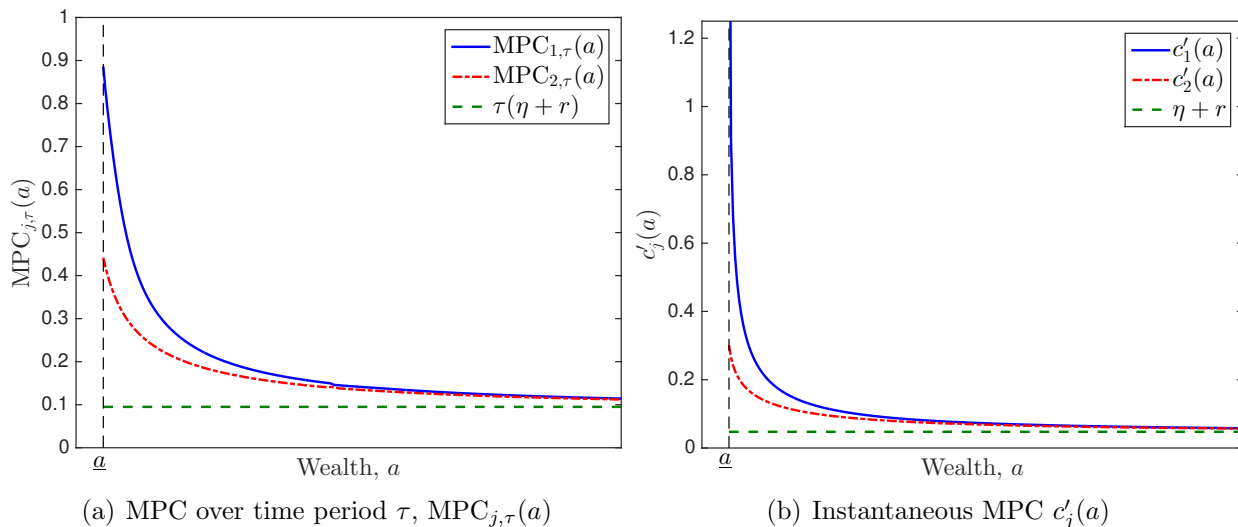 1
0.9
0.8
0.7
0.6
0.5
0.4
0.3
0.2
0.1
0
MPC_{j,τ}(a)
MPC_{1,τ}(a)
MPC_{2,τ}(a)
τ(η + r)
a
Wealth, a
(a) MPC over time period τ, MPC_{j,τ}(a)
1.2
1
0.8
0.6
0.4
0.2
0
c'_j(a)
c'_1(a)
c'_2(a)
η + r
a
Wealth, a
(b) Instantaneous MPC c'_j(a)